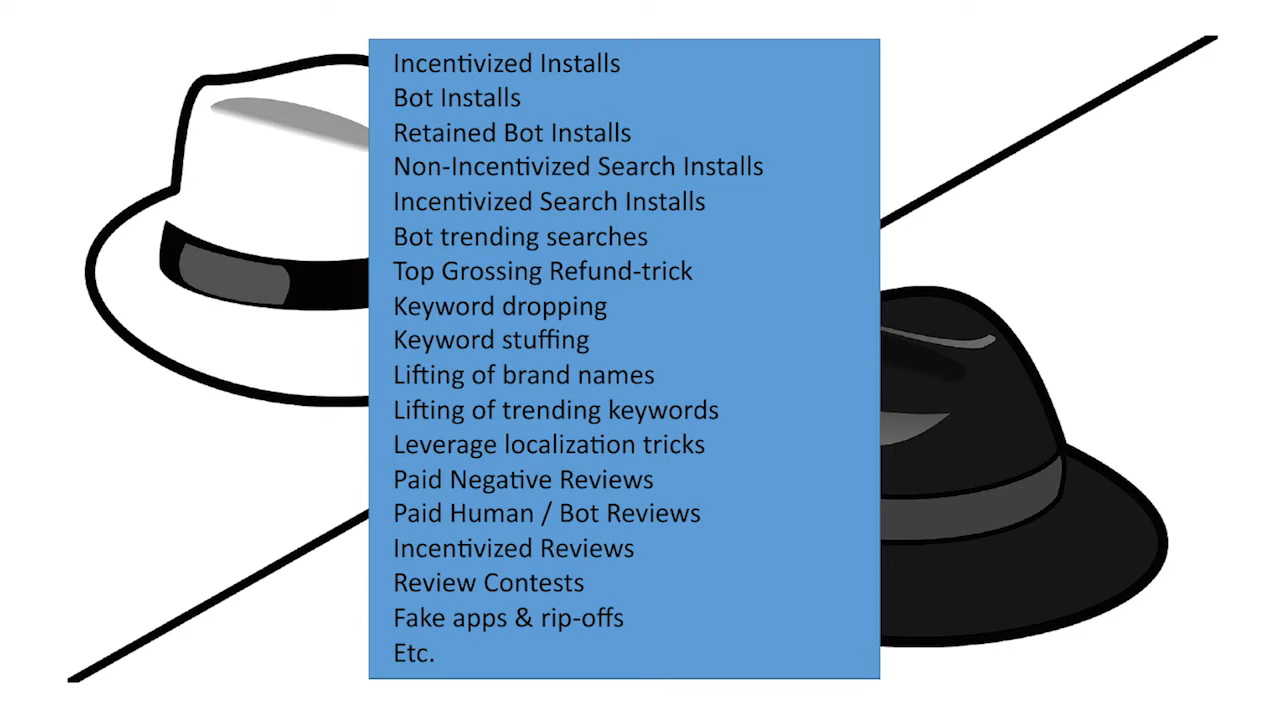 Incentivized Installs
Bot Installs
Retained Bot Installs
Non-Incentivized Search Installs
Incentivized Search Installs
Bot trending searches
Top Grossing Refund-trick
Keyword dropping
Keyword stuffing
Lifting of brand names
Lifting of trending keywords
Leverage localization tricks
Paid Negative Reviews
Paid Human / Bot Reviews
Incentivized Reviews
Review Contests
Fake apps & rip-offs
Etc.